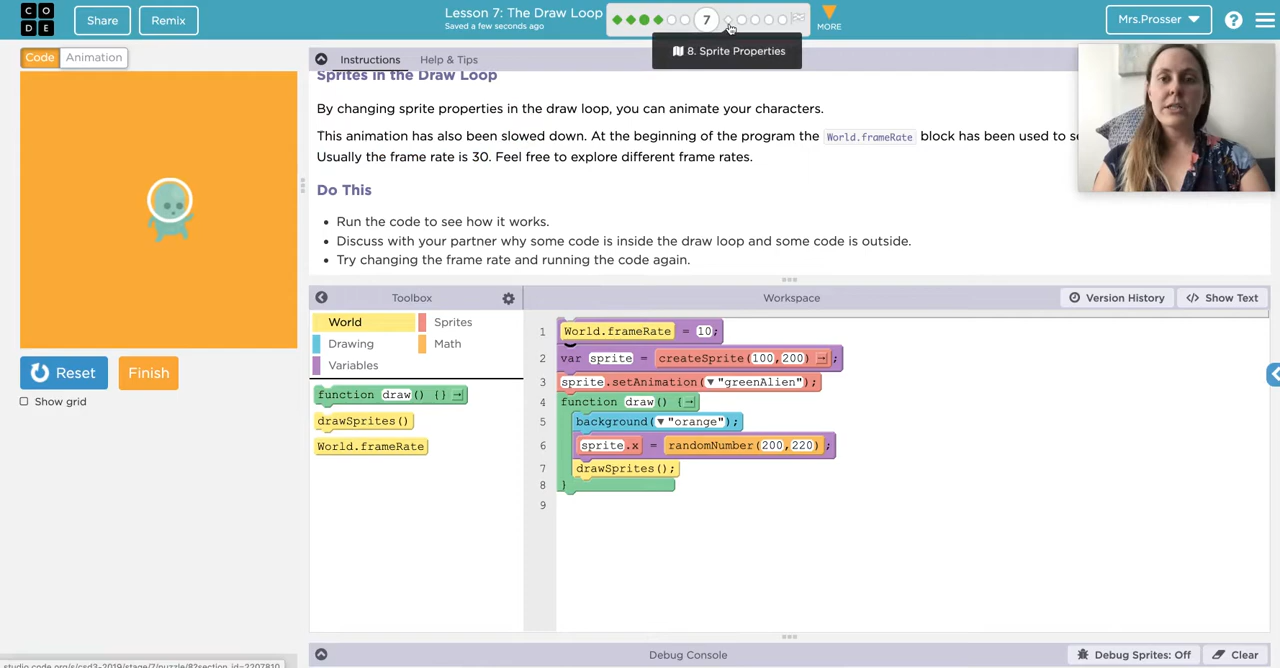 CO
DE
Share
Remix
Lesson 7: The Draw Loop
Saved a few seconds ago
7
MORE
Mrs.Prosser
?
8. Sprite Properties
Code
Animation
Instructions
Help & Tips
Sprites in the Draw Loop
By changing sprite properties in the draw loop, you can animate your characters.
This animation has also been slowed down. At the beginning of the program the World.frameRate block has been used to
Usually the frame rate is 30. Feel free to explore different frame rates.
Do This
Run the code to see how it works.
Discuss with your partner why some code is inside the draw loop and some code is outside.
Try changing the frame rate and running the code again.
Reset
Finish
Show grid
Toolbox
World
Sprites
Drawing
Math
Variables
function draw() {}
drawSprites()
World.frameRate
Workspace
Version History
</> Show Text
1 World.frameRate = 10;
2 var sprite = createSprite(100,200);
3 sprite.setAnimation("greenAlien");
4 function draw() {
5 background("orange");
6 sprite.x = randomNumber(200,220);
7 drawSprites();
8 }
9
Debug Console
Debug Sprites: Off
Clear